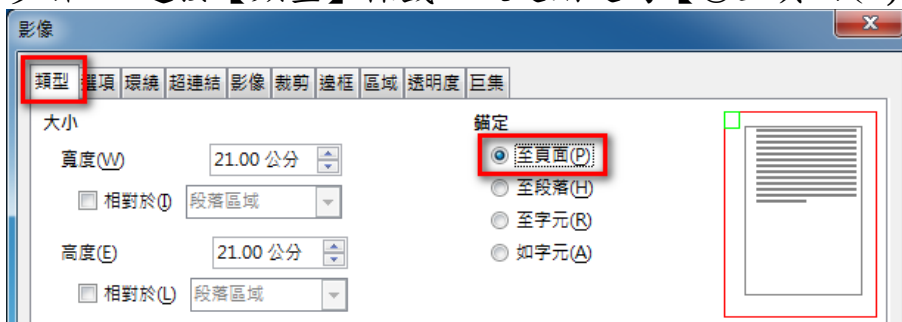 影像
類型 選項 環繞 超連結 影像 裁剪 邊框 區域 透明度 巨集
大小 錨定
寬度(W) 21.00 公分 至頁面(P)
相對於(I) 段落區域 至段落(H)
至字元(R)
高度(E) 21.00 公分 如字元(A)
相對於(L) 段落區域